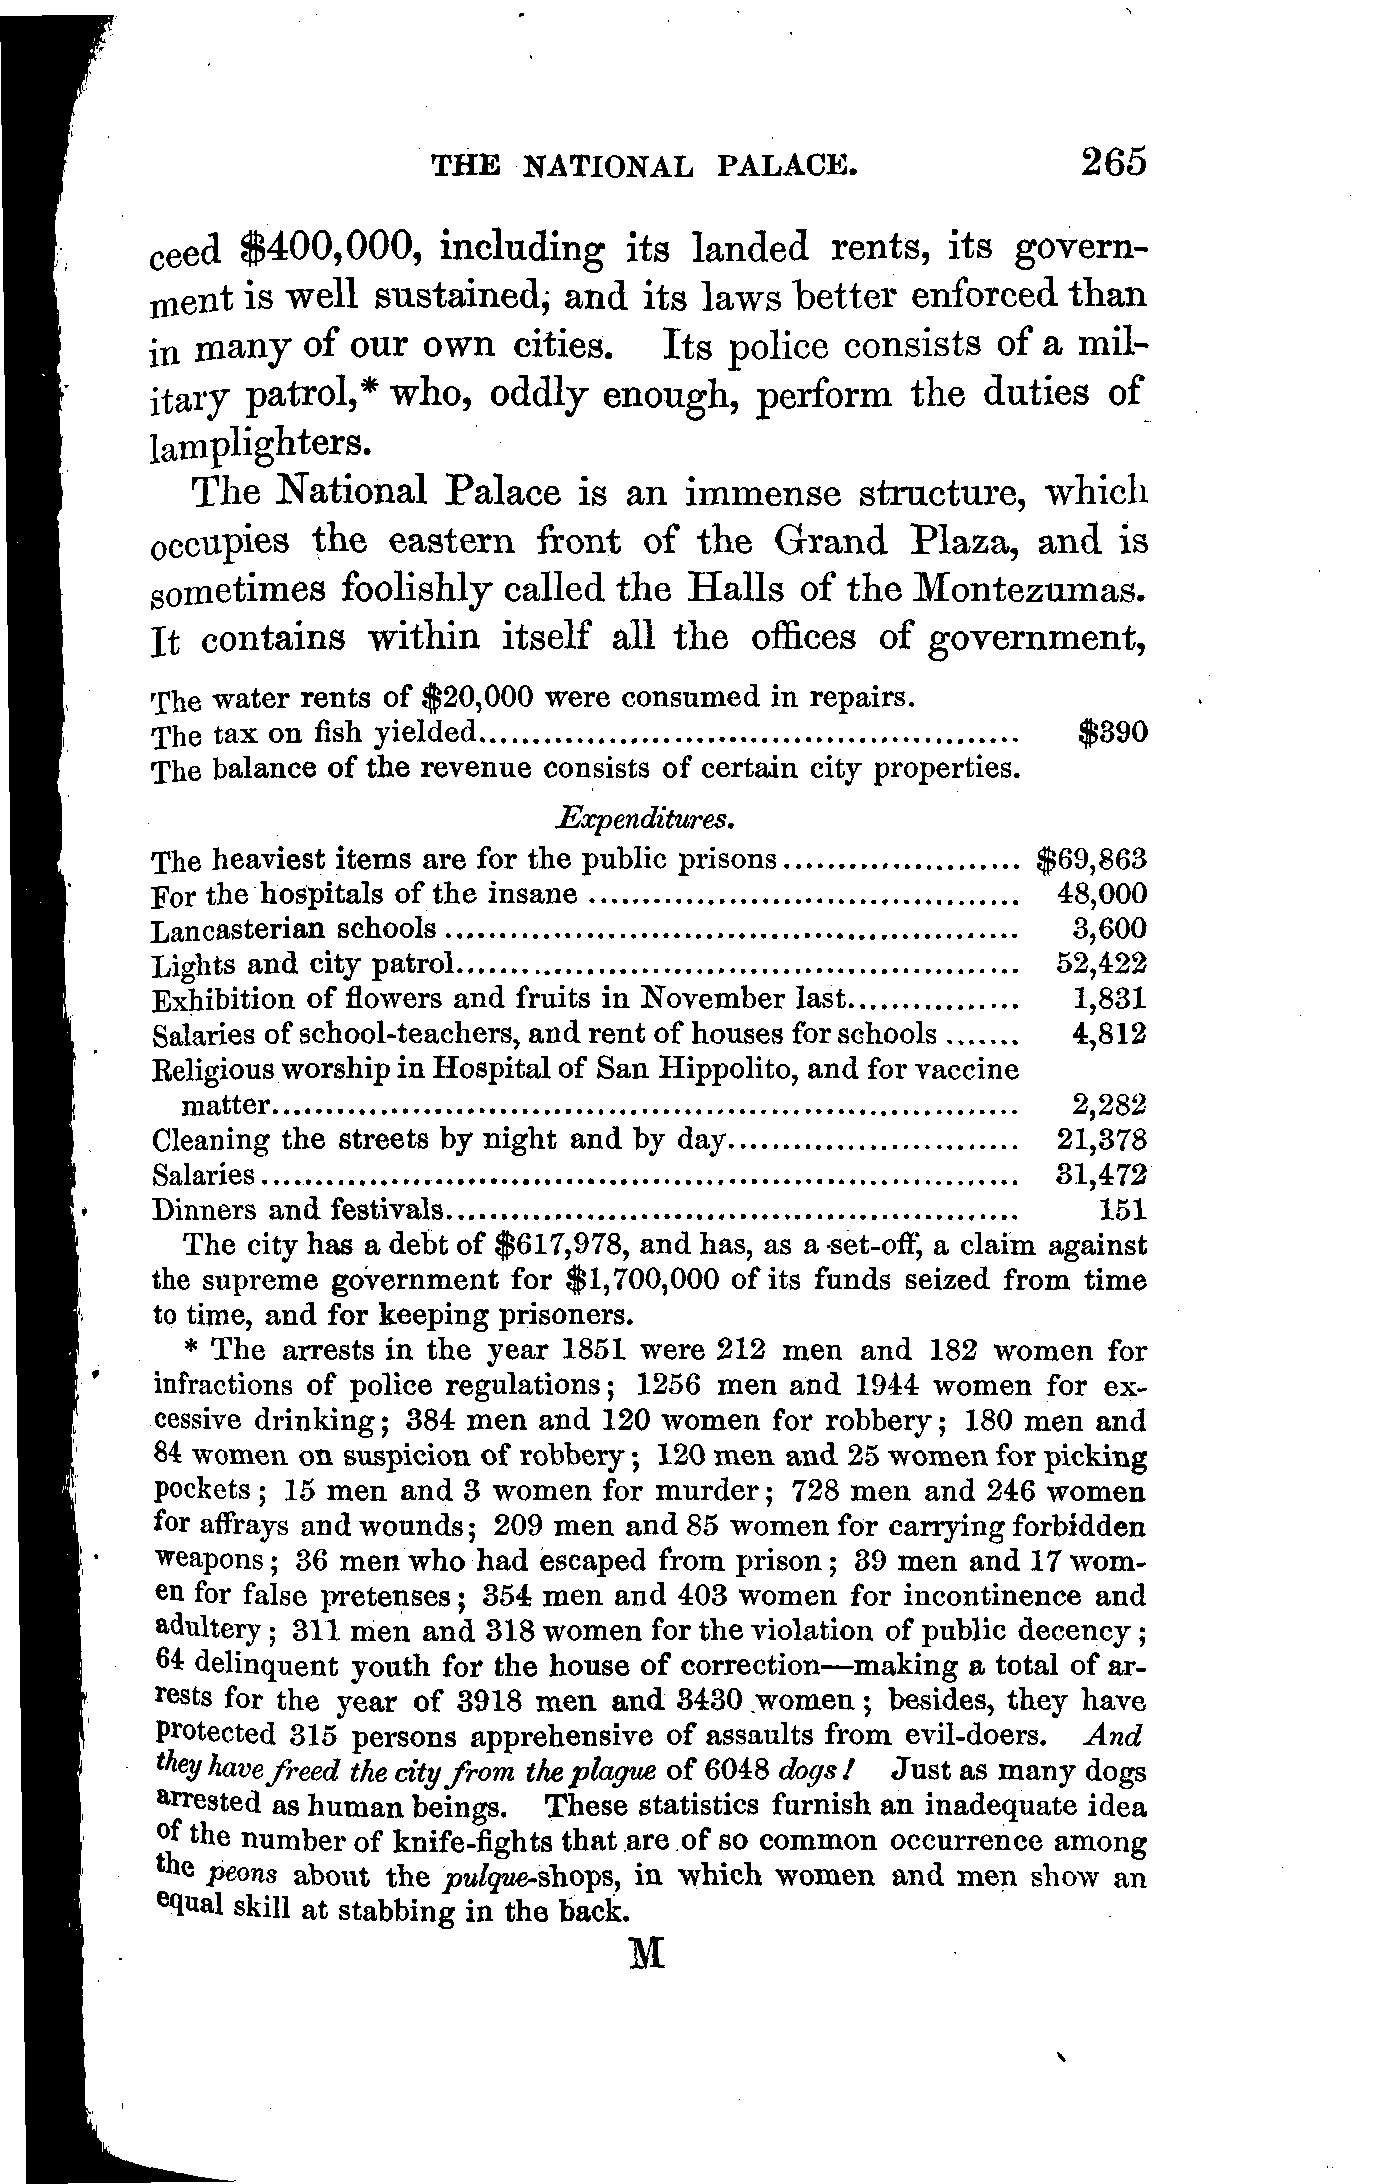 THE NATIONAL PALACE. 265
ceed $400,000, including its landed rents, its govern-
ment is well sustained, and its laws better enforced than
in many of our own cities. Its police consists of a mil-
itary patrol,* who, oddly enough, perform the duties of
lamplighters.
The National Palace is an immense structure, which
occupies the eastern front of the Grand Plaza, and is
sometimes foolishly called the Halls of the Montezumas.
It contains within itself all the offices of government,
The water rents of $20,000 were consumed in repairs.
The tax on fish yielded.................................................. $390
The balance of the revenue consists of certain city properties.
Expenditures.
The heaviest items are for the public prisons...................... $69,863
For the hospitals of the insane ........................................ 48,000
Lancasterian schools ..................................................... 3,600
Lights and city patrol.................................................... 52,422
Exhibition of flowers and fruits in November last................ 1,831
Salaries of school-teachers, and rent of houses for schools ....... 4,812
Religious worship in Hospital of San Hippolito, and for vaccine
matter..................................................................... 2,282
Cleaning the streets by night and by day........................... 21,378
Salaries...................................................................... 31,472
Dinners and festivals..................................................... 151
The city has a debt of $617,978, and has, as a set-off, a claim against
the supreme government for $1,700,000 of its funds seized from time
to time, and for keeping prisoners.
* The arrests in the year 1851 were 212 men and 182 women for
infractions of police regulations; 1256 men and 1944 women for ex-
cessive drinking; 384 men and 120 women for robbery; 180 men and
84 women on suspicion of robbery; 120 men and 25 women for picking
pockets; 15 men and 3 women for murder; 728 men and 246 women
for affrays and wounds; 209 men and 85 women for carrying forbidden
weapons; 36 men who had escaped from prison; 39 men and 17 wom-
en for false pretenses; 354 men and 403 women for incontinence and
adultery; 311 men and 318 women for the violation of public decency;
64 delinquent youth for the house of correction—making a total of ar-
rests for the year of 3918 men and 3430 women; besides, they have
protected 315 persons apprehensive of assaults from evil-doers. And
they have freed the city from the plague of 6048 dogs! Just as many dogs
arrested as human beings. These statistics furnish an inadequate idea
of the number of knife-fights that are of so common occurrence among
the peons about the pulque-shops, in which women and men show an
equal skill at stabbing in the back.
M